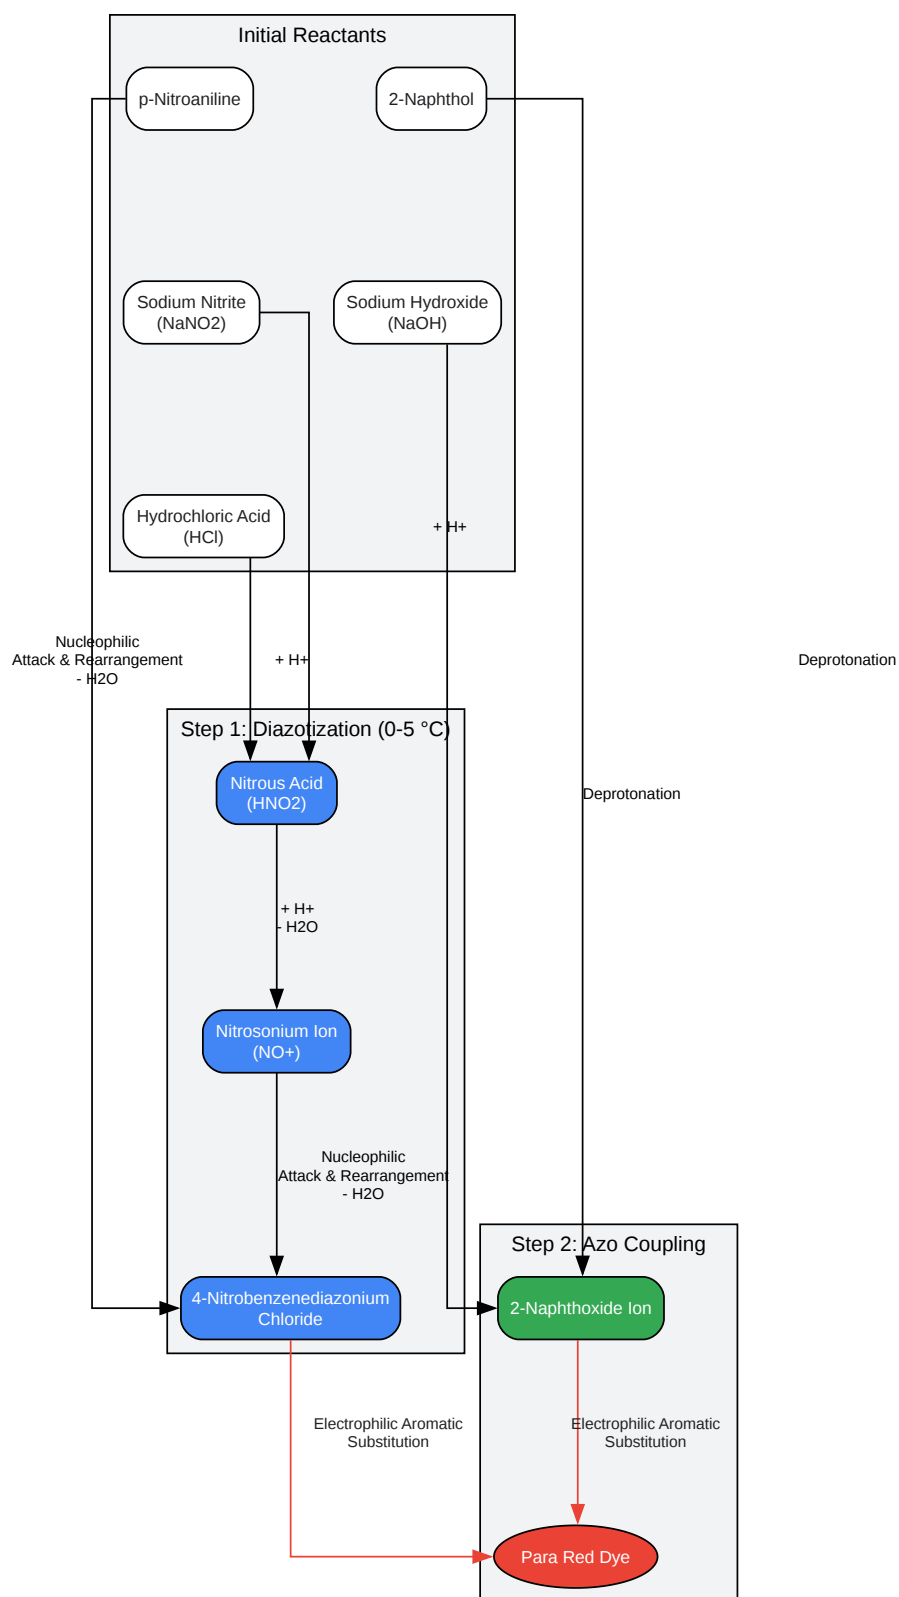 Initial Reactants
p-Nitroaniline
2-Naphthol
Sodium Nitrite
(NaNO2)
Sodium Hydroxide
(NaOH)
Hydrochloric Acid
(HCl)
+ H+
Nucleophilic
Attack & Rearrangement
- H2O
+ H+
Deprotonation
Step 1: Diazotization (0-5 °C)
Nitrous Acid
(HNO2)
Deprotonation
+ H+
- H2O
Nitrosonium Ion
(NO+)
Nucleophilic
Attack & Rearrangement
- H2O
Step 2: Azo Coupling
4-Nitrobenzenediazonium
Chloride
2-Naphthoxide Ion
Electrophilic Aromatic
Substitution
Electrophilic Aromatic
Substitution
Para Red Dye